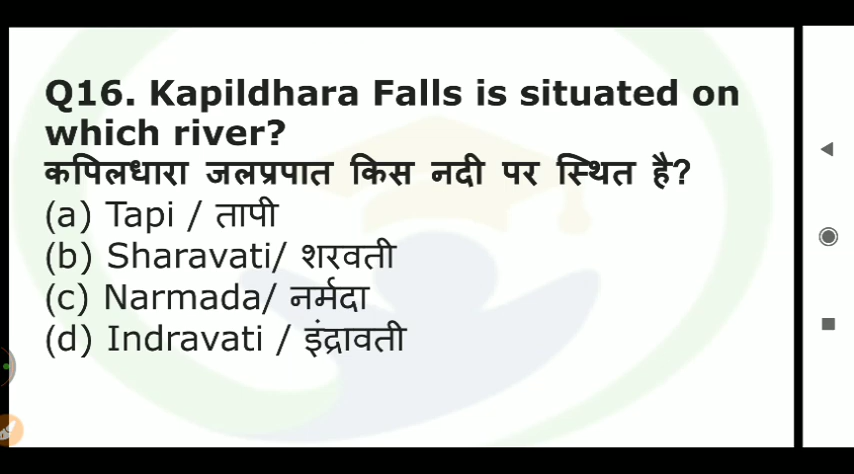 Q16. Kapildhara Falls is situated on
which river?
कपिलधारा जलप्रपात किस नदी पर स्थित है?
(a) Tapi / तापी
(b) Sharavati/ शरवती
(c) Narmada/ नर्मदा
(d) Indravati / इंद्रावती